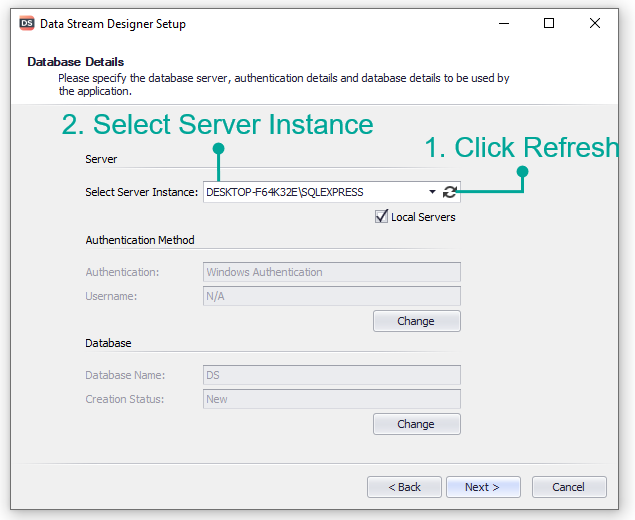 DS Data Stream Designer Setup
Database Details
Please specify the database server, authentication details and database details to be used by
the application.
2. Select Server Instance
1. Click Refresh
Server
Select Server Instance: DESKTOP-F64K32E\SQLEXPRESS
Local Servers
Authentication Method
Authentication: Windows Authentication
Username: N/A
Change
Database
Database Name: DS
Creation Status: New
Change
< Back Next > Cancel